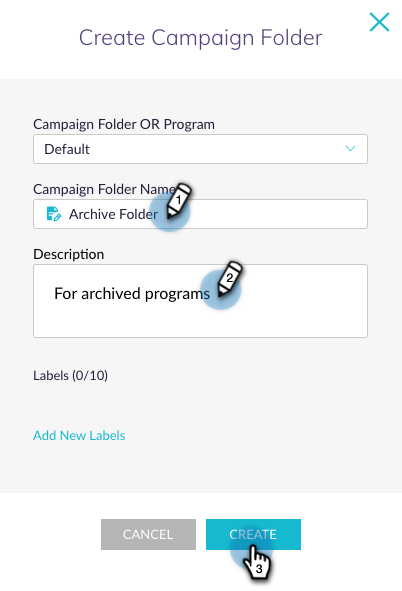 Create Campaign Folder
Campaign Folder OR Program
Default
Campaign Folder Name
1
Archive Folder
Description
2
For archived programs
Labels (0/10)
Add New Labels
CANCEL
CREATE
3